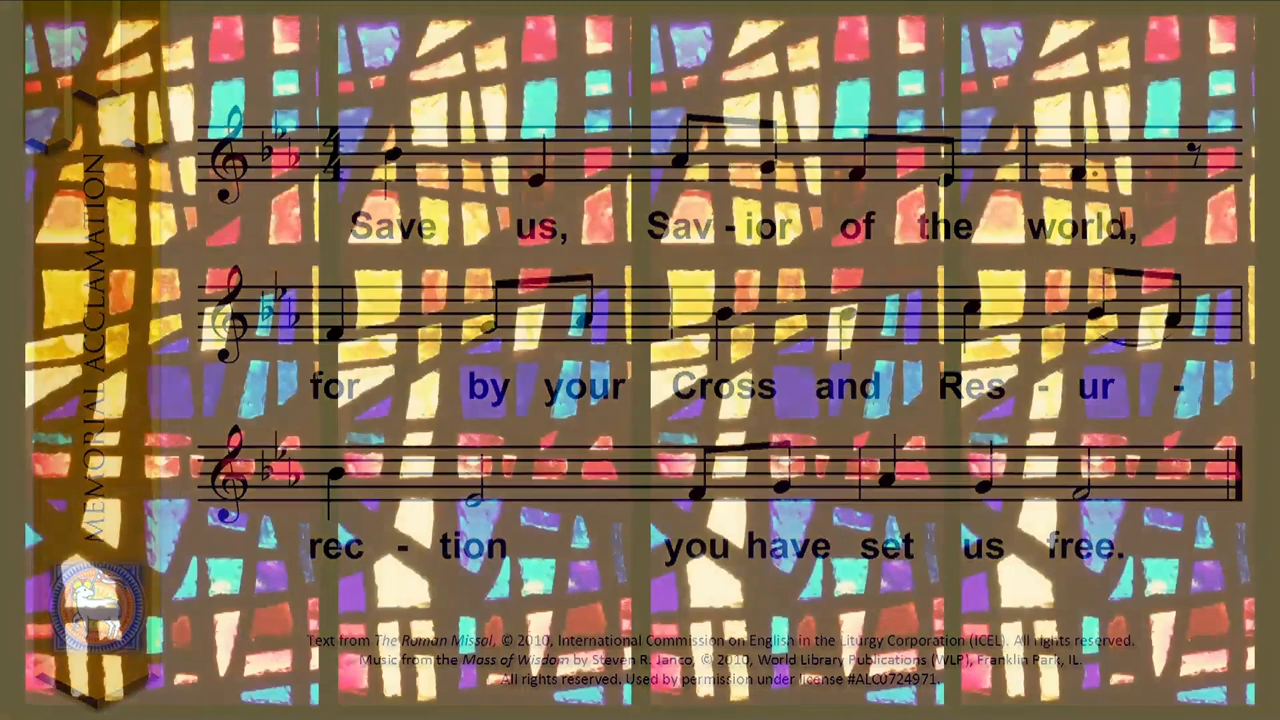 MEMORIAL ACCLAMATION
Save us, Sav - ior of the world,
for by your Cross and Res - ur -
rec - tion you have set us free.
Text from The Roman Missal, © 2010, International Commission on English in the Liturgy Corporation (ICEL). All rights reserved.
Music from the Mass of Wisdom by Steven R. Janco, © 2010, World Library Publications (WLP), Franklin Park, IL.
All rights reserved. Used by permission under license #ALC0724971.